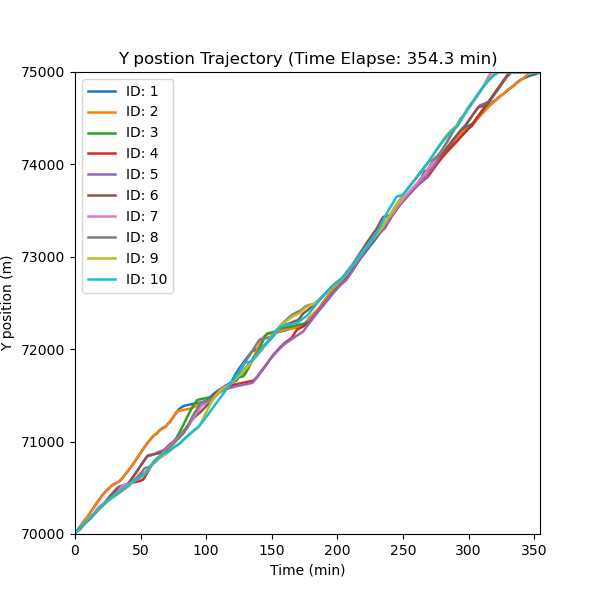 Y postion Trajectory (Time Elapse: 354.3 min)
Y position (m)
75000
74000
73000
72000
71000
70000
ID: 1
ID: 2
ID: 3
ID: 4
ID: 5
ID: 6
ID: 7
ID: 8
ID: 9
ID: 10
0 50 100 150 200 250 300 350
Time (min)